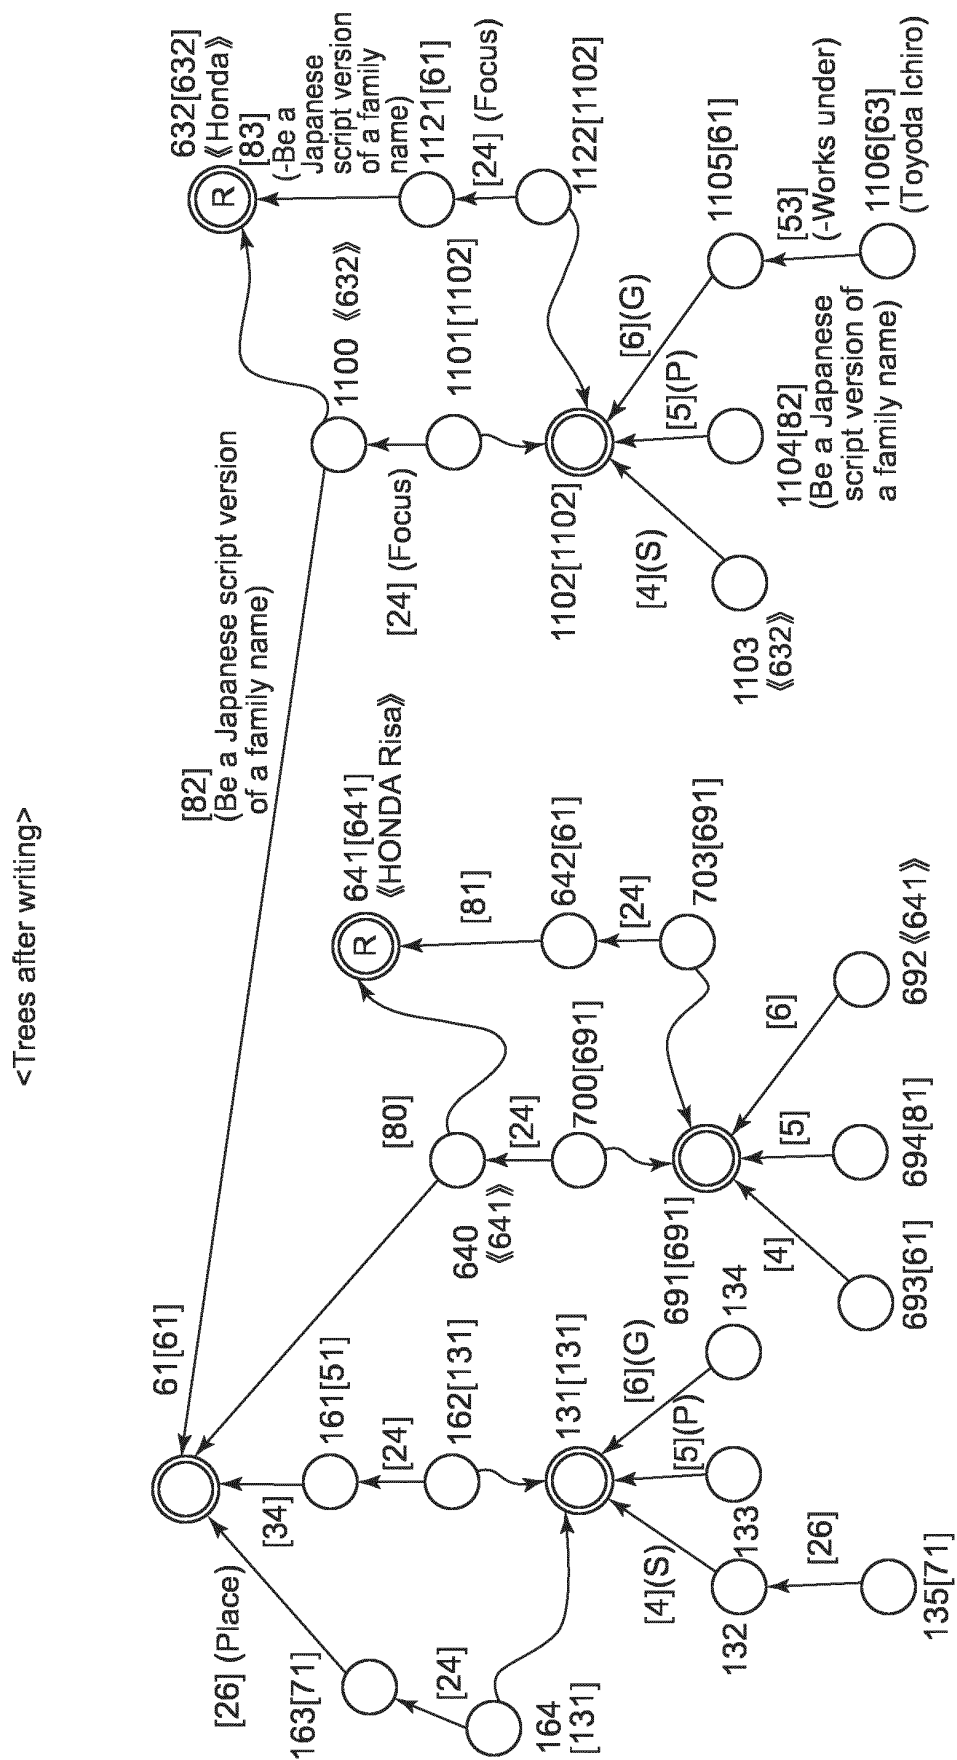 <Trees after writing>
61[61]
[82]
(Be a Japanese script version
of a family name)
632[632]
《Honda》
[83]
(-Be a
Japanese
script version
of a family
name)
R
[26] (Place)
163[71]
[24]
164
[131]
[34]
161[51]
[24]
162[131]
131[131]
[4](S)
[5](P)
[6](G)
132
133
134
[26]
135[71]
[80]
640
《641》
[24]
700[691]
641[641]
《HONDA Risa》
R
[81]
642[61]
[24]
703[691]
691[691]
[4]
[5]
[6]
693[61]
694[81]
692《641》
1100 《632》
[24] (Focus)
1101[1102]
1121[61]
[24] (Focus)
1122[1102]
1102[1102]
[4](S)
[5](P)
[6](G)
1103
《632》
1104[82]
(Be a Japanese
script version of
a family name)
1105[61]
[53]
(-Works under)
1106[63]
(Toyoda Ichiro)